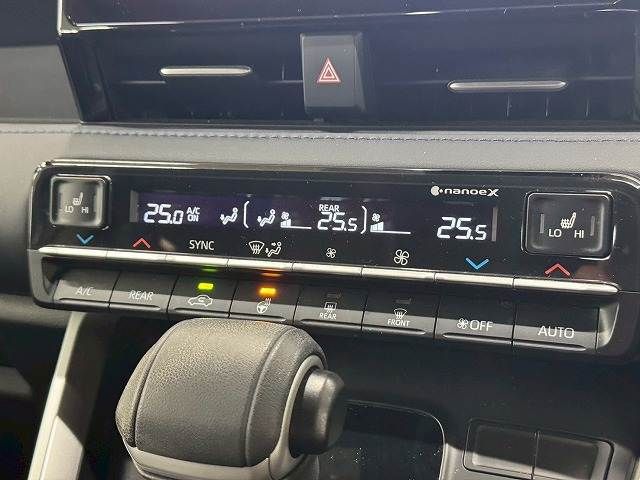 nanoeX
LO HI
25.0 A/C ON REAR 25.5 25.5
LO HI
SYNC
A/C REAR REAR FRONT OFF AUTO